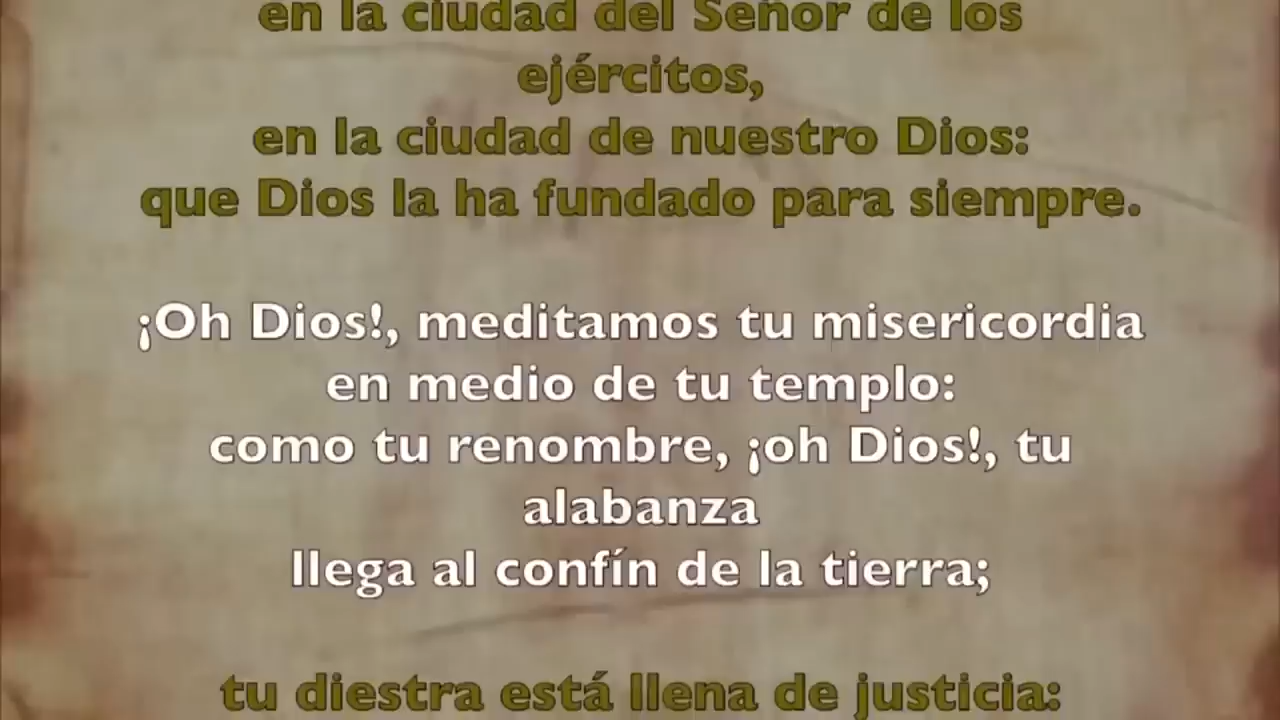 en la ciudad del Señor de los
ejércitos,
en la ciudad de nuestro Dios:
que Dios la ha fundado para siempre.
¡Oh Dios!, meditamos tu misericordia
en medio de tu templo:
como tu renombre, ¡oh Dios!, tu
alabanza
llega al confín de la tierra;
tu diestra está llena de justicia: